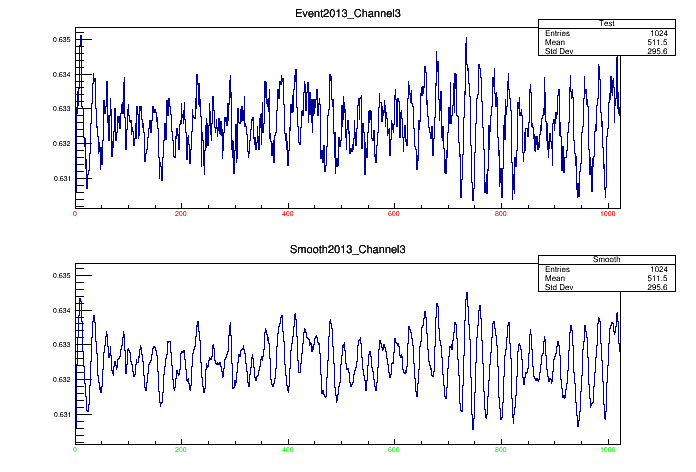 Event2013_Channel3
Test
Entries 1024
Mean 511.5
Std Dev 295.6
0.635
0.634
0.633
0.632
0.631
0 200 400 600 800 1000
Smooth2013_Channel3
Smooth
Entries 1024
Mean 511.5
Std Dev 295.6
0.635
0.634
0.633
0.632
0.631
0 200 400 600 800 1000